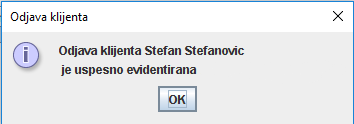 Odjava klijenta
Odjava klijenta Stefan Stefanovic
je uspesno evidentirana
OK